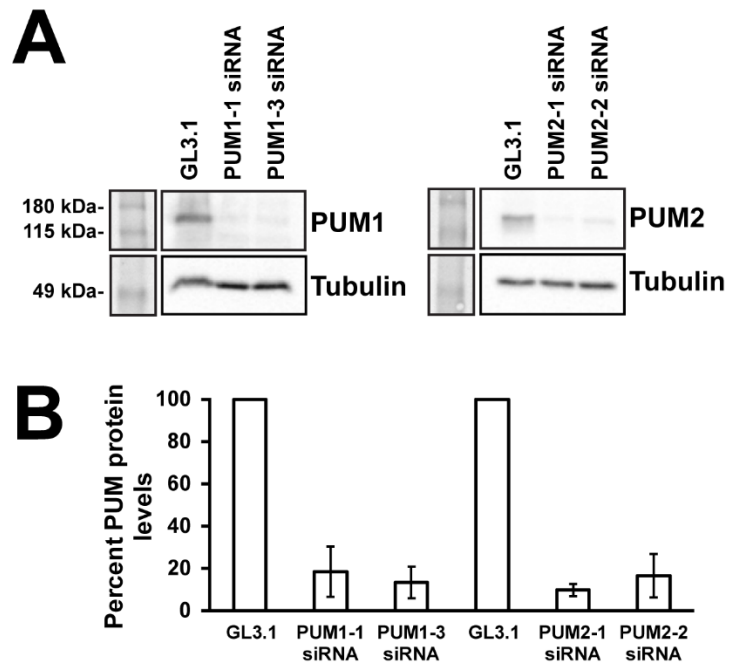 A
GL3.1
PUM1-1 siRNA
PUM1-3 siRNA
180 kDa-
115 kDa-
PUM1
49 kDa-
Tubulin
GL3.1
PUM2-1 siRNA
PUM2-2 siRNA
PUM2
Tubulin
B
Percent PUM protein
levels
100
80
60
40
20
0
GL3.1
PUM1-1
siRNA
PUM1-3
siRNA
GL3.1
PUM2-1
siRNA
PUM2-2
siRNA